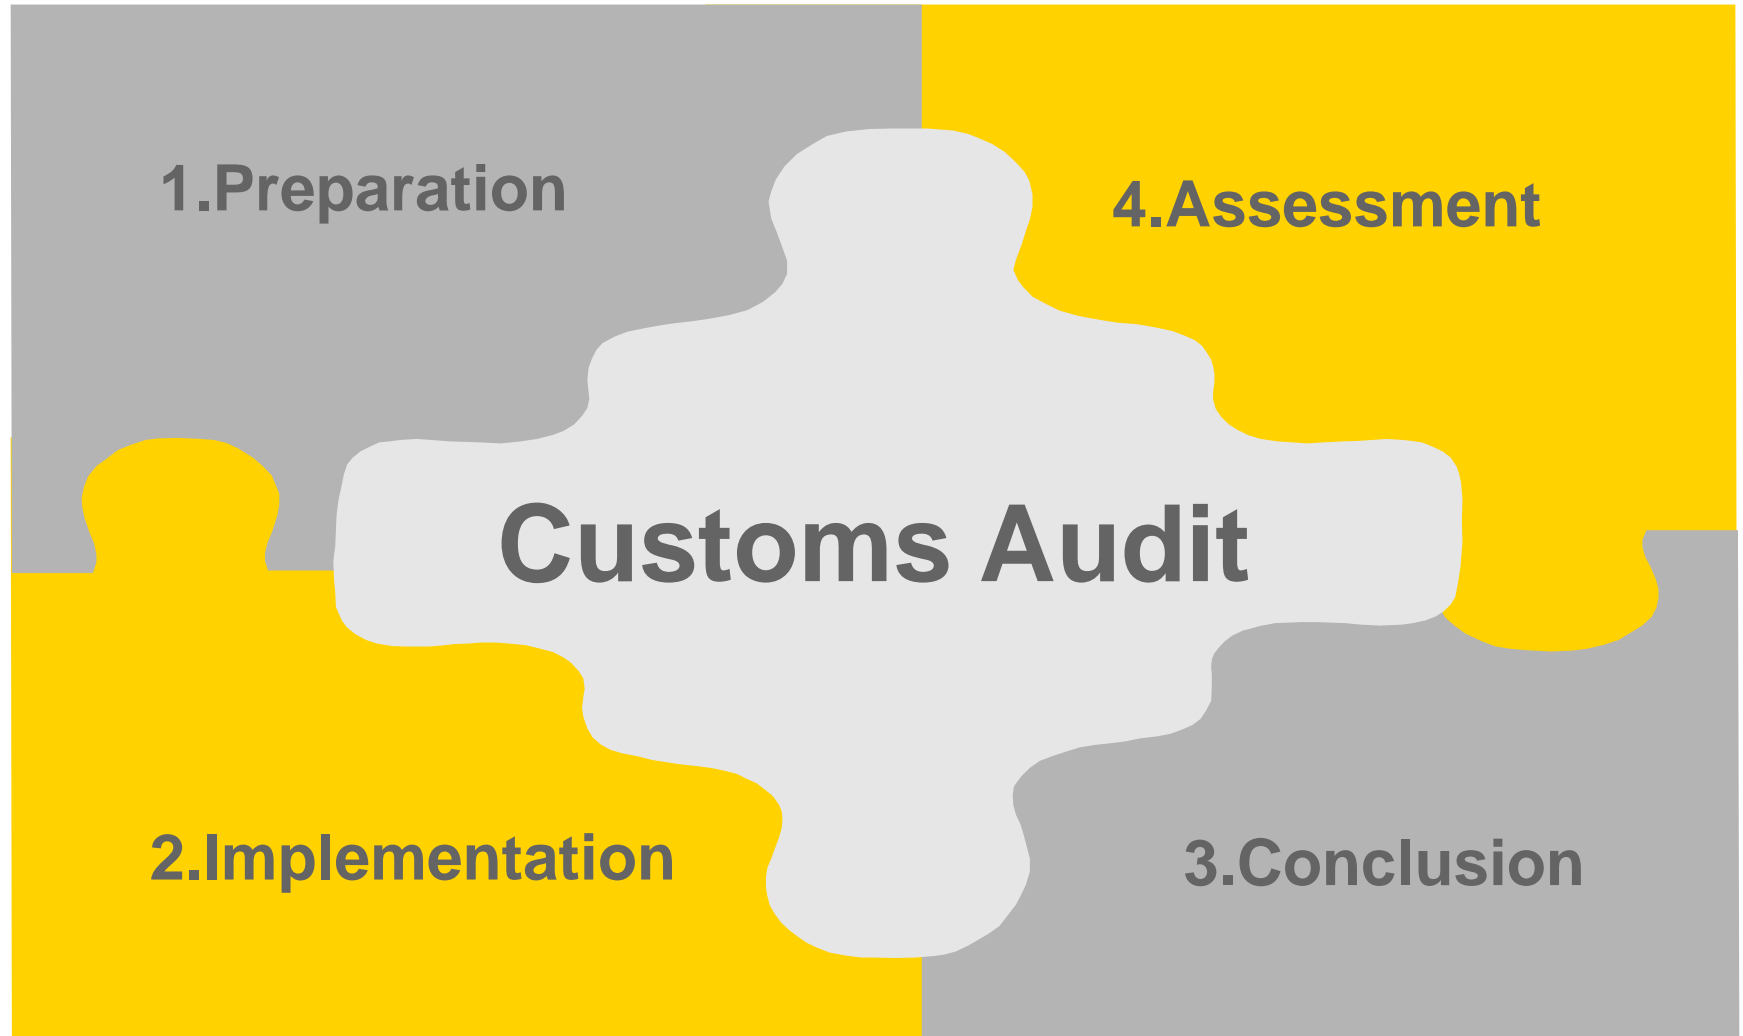 1.Preparation
4.Assessment
Customs Audit
2.Implementation
3.Conclusion